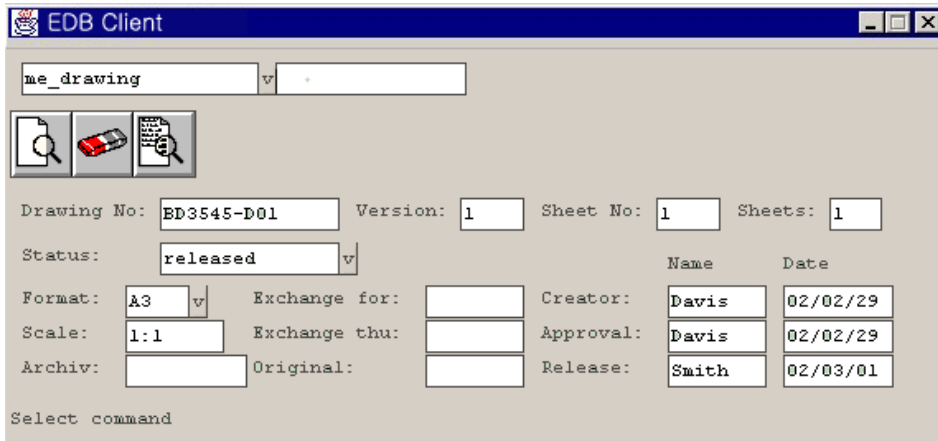 EDB Client
me_drawing
Drawing No: BD3545-D01 Version: 1 Sheet No: 1 Sheets: 1
Status: released Name Date
Format: A3 Exchange for: Creator: Davis 02/02/29
Scale: 1:1 Exchange thu: Approval: Davis 02/02/29
Archiv: Original: Release: Smith 02/03/01
Select command